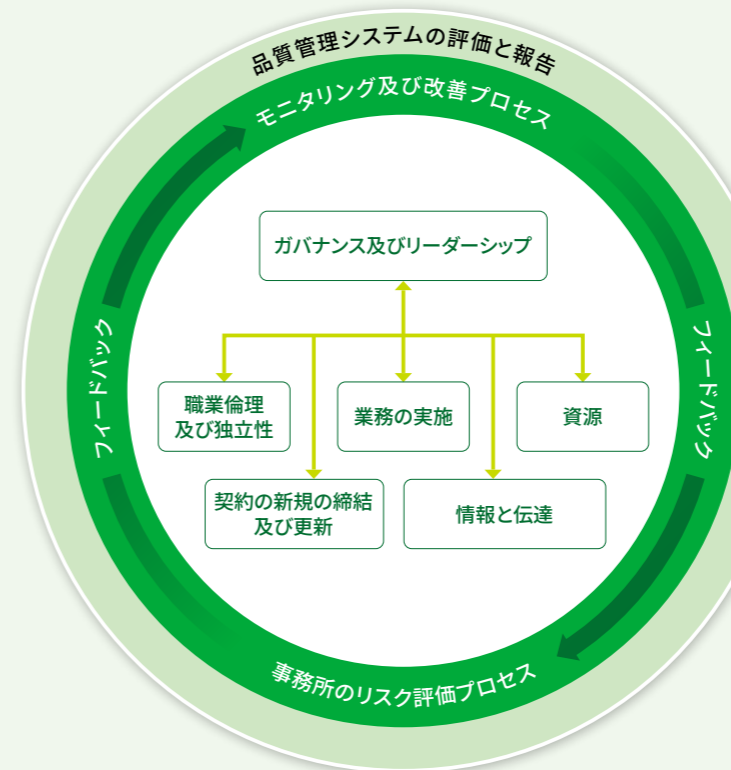 品質管理システムの評価と報告
モニタリング及び改善プロセス
ガバナンス及びリーダーシップ
フィードバック
フィードバック
職業倫理
及び独立性
業務の実施
資源
契約の新規の締結
及び更新
情報と伝達
事務所のリスク評価プロセス